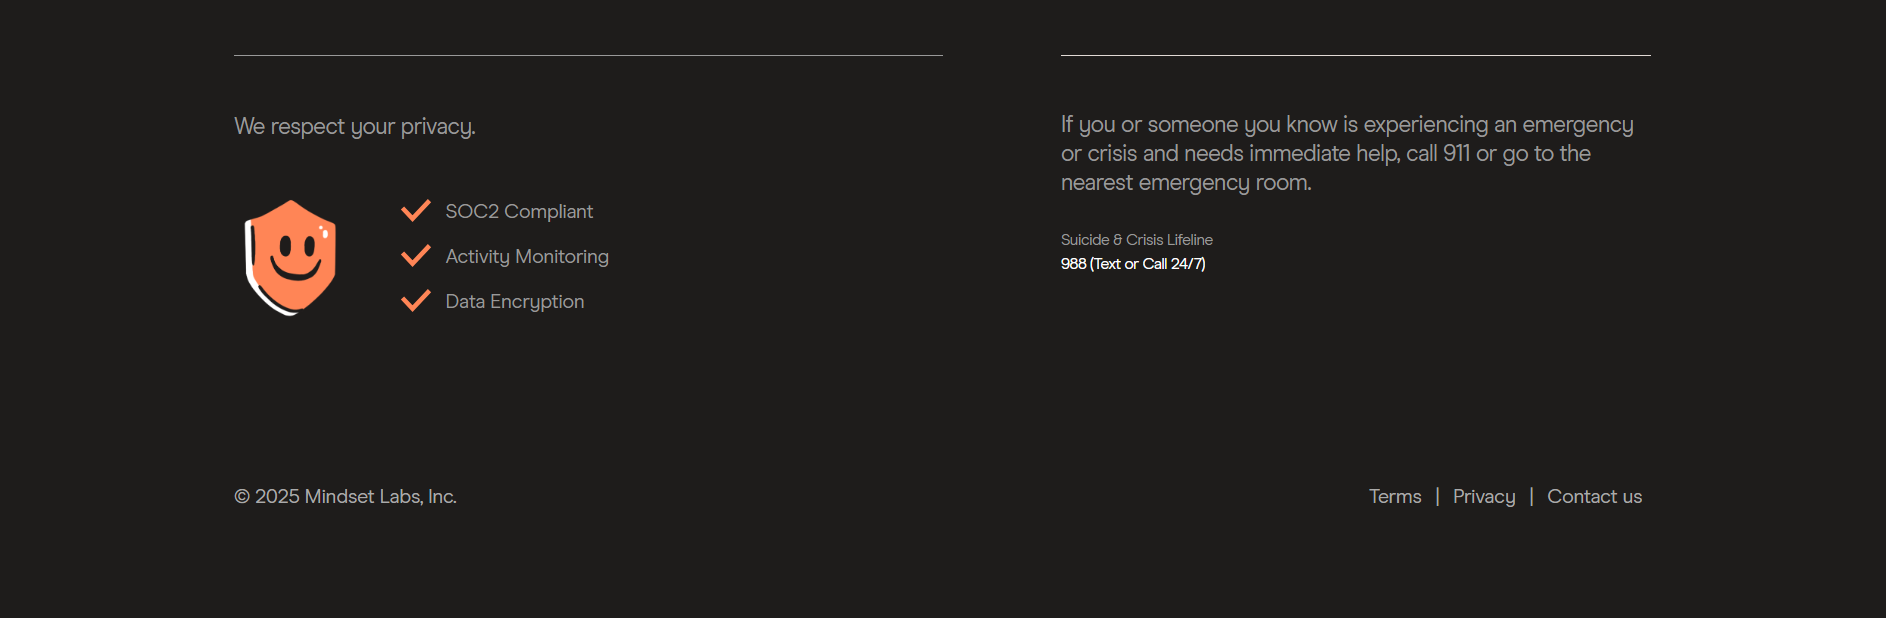 We respect your privacy.
SOC2 Compliant
Activity Monitoring
Data Encryption
If you or someone you know is experiencing an emergency
or crisis and needs immediate help, call 911 or go to the
nearest emergency room.
Suicide & Crisis Lifeline
988 (Text or Call 24/7)
© 2025 Mindset Labs, Inc.
Terms | Privacy | Contact us